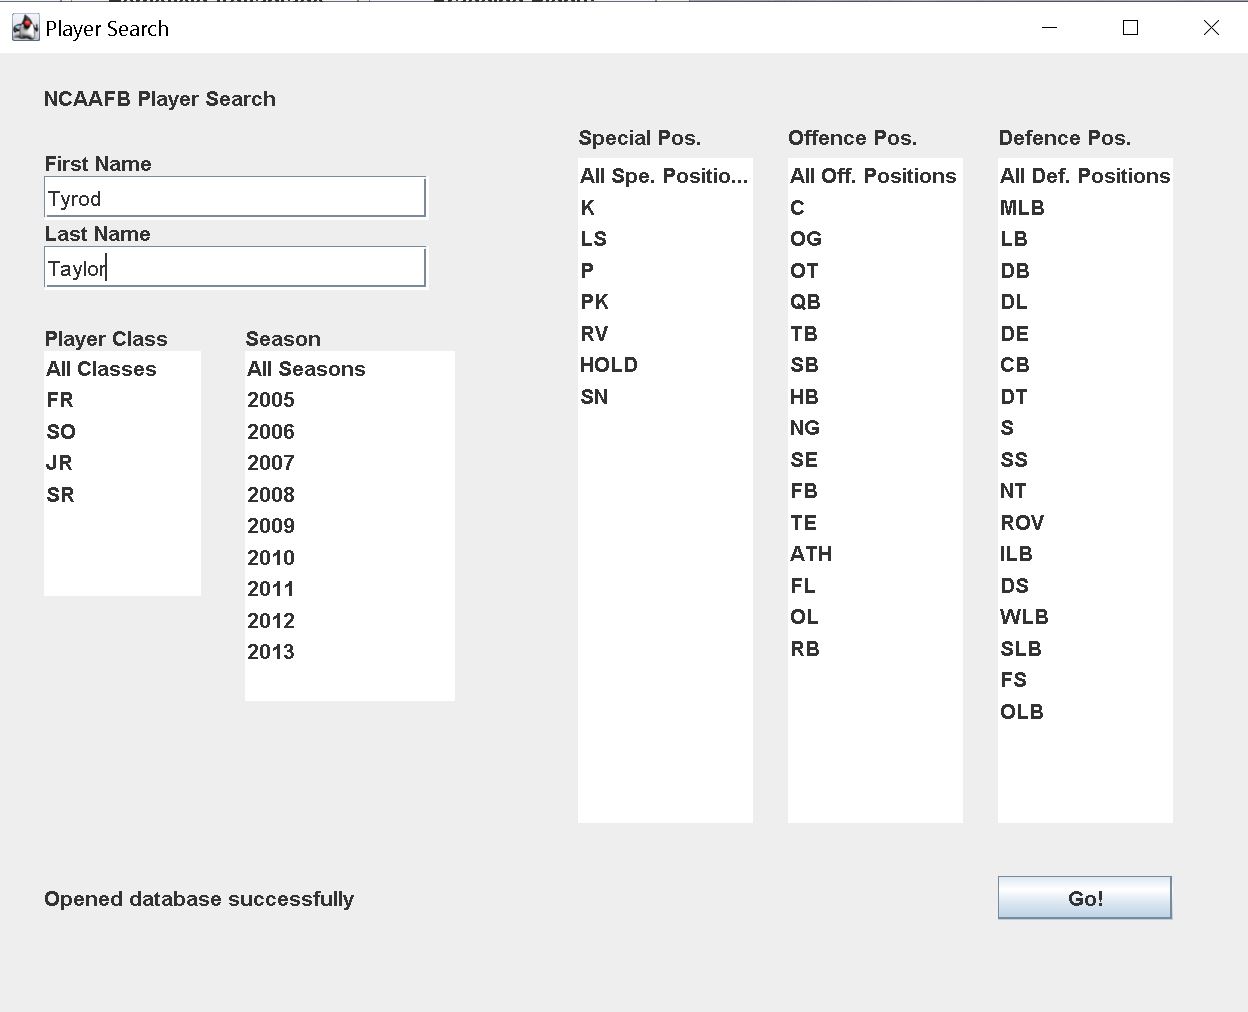 Player Search
NCAAFB Player Search
First Name
Tyrod
Last Name
Taylor
Player Class
All Classes
FR
SO
JR
SR
Season
All Seasons
2005
2006
2007
2008
2009
2010
2011
2012
2013
Special Pos.
All Spe. Positio...
K
LS
P
PK
RV
HOLD
SN
Offence Pos.
All Off. Positions
C
OG
OT
QB
TB
SB
HB
NG
SE
FB
TE
ATH
FL
OL
RB
Defence Pos.
All Def. Positions
MLB
LB
DB
DL
DE
CB
DT
S
SS
NT
ROV
ILB
DS
WLB
SLB
FS
OLB
Opened database successfully
Go!